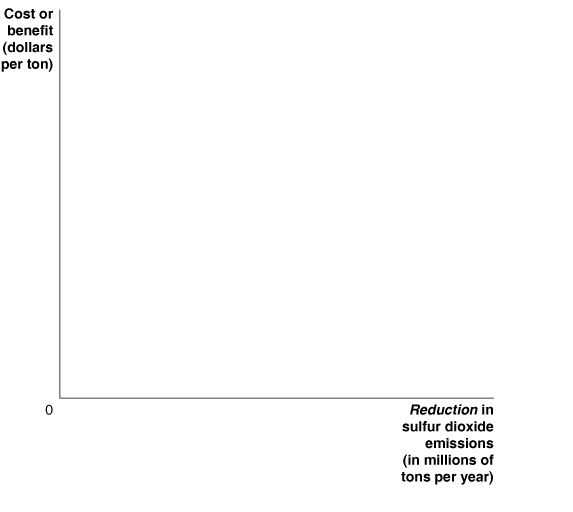 Cost or
benefit
(dollars
per ton)
0
Reduction in
sulfur dioxide
emissions
(in millions of
tons per year)